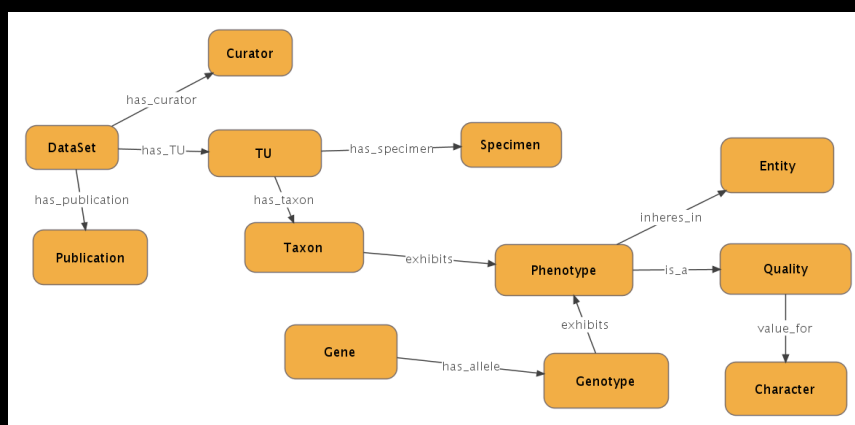 Curator
has_curator
DataSet
has_TU
TU
has_specimen
Specimen
Entity
has_publication
has_taxon
inheres_in
Publication
Taxon
exhibits
Phenotype
is_a
Quality
exhibits
value_for
Gene
has_allele
Genotype
Character